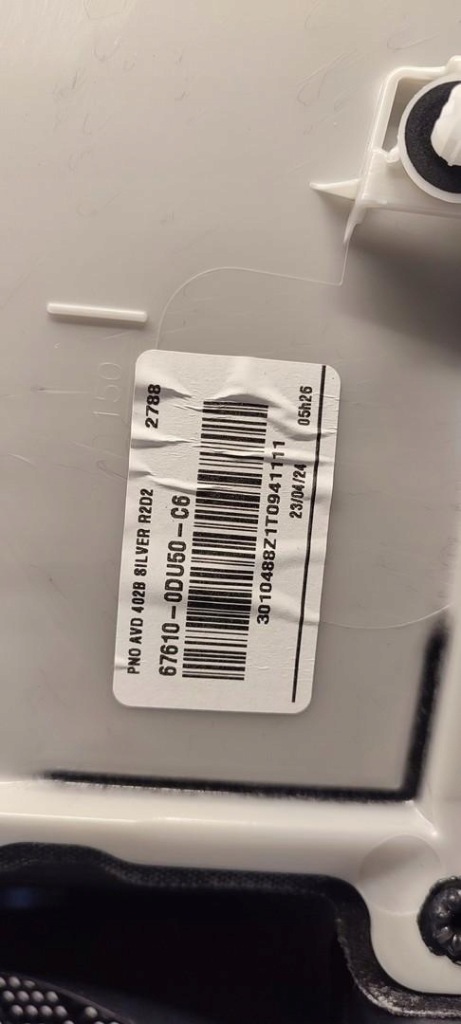 PNO AVD 402B SILVER R2D2 2788
67610-0DU50-C6
3010488Z1T0941111
23/04/24 05h26